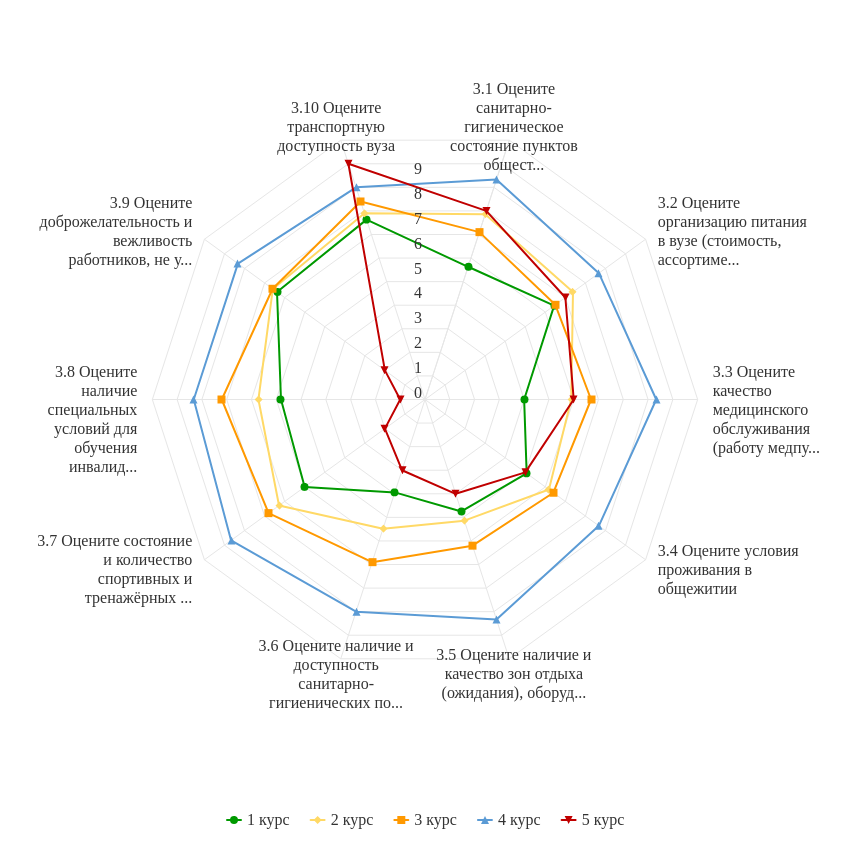 3.1 Оцените
санитарно-
гигиеническое
состояние пунктов
общест...
3.2 Оцените
организацию питания
в вузе (стоимость,
ассортиме...
3.3 Оцените
качество
медицинского
обслуживания
(работу медпу...
3.4 Оцените условия
проживания в
общежитии
3.5 Оцените наличие и
качество зон отдыха
(ожидания), оборуд...
3.6 Оцените наличие и
доступность
санитарно-
гигиенических по...
3.7 Оцените состояние
и количество
спортивных и
тренажёрных ...
3.8 Оцените
наличие
специальных
условий для
обучения
инвалид...
3.9 Оцените
доброжелательность и
вежливость
работников, не у...
3.10 Оцените
транспортную
доступность вуза
9
8
7
6
5
4
3
2
1
0
1 курс
2 курс
3 курс
4 курс
5 курс